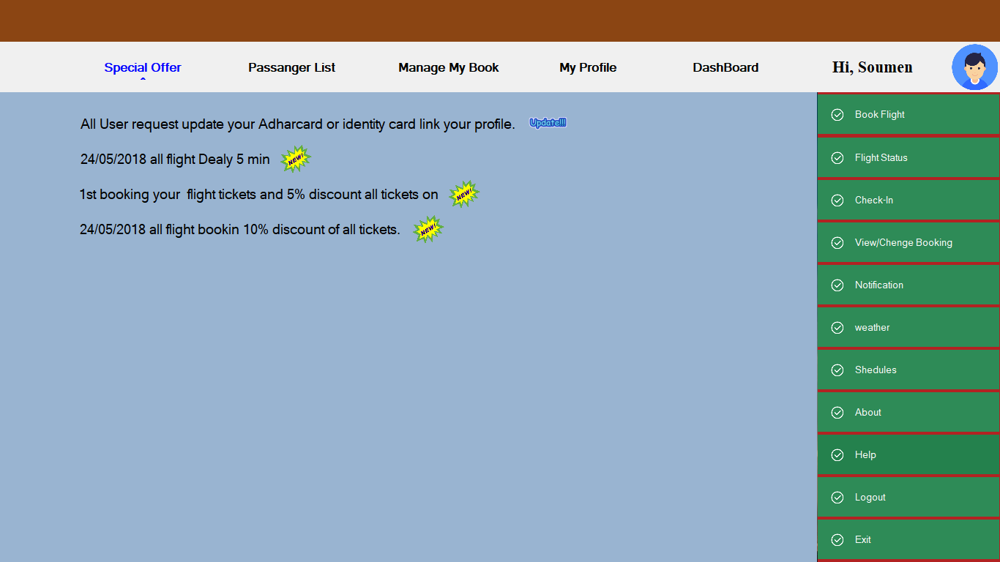 Special Offer Passanger List Manage My Book My Profile DashBoard Hi, Soumen
All User request update your Adharcard or identity card link your profile. Update!!!
24/05/2018 all flight Dealy 5 min NEW!
1st booking your flight tickets and 5% discount all tickets on NEW!
24/05/2018 all flight bookin 10% discount of all tickets. NEW!
Book Flight
Flight Status
Check-In
View/Chenge Booking
Notification
weather
Shedules
About
Help
Logout
Exit